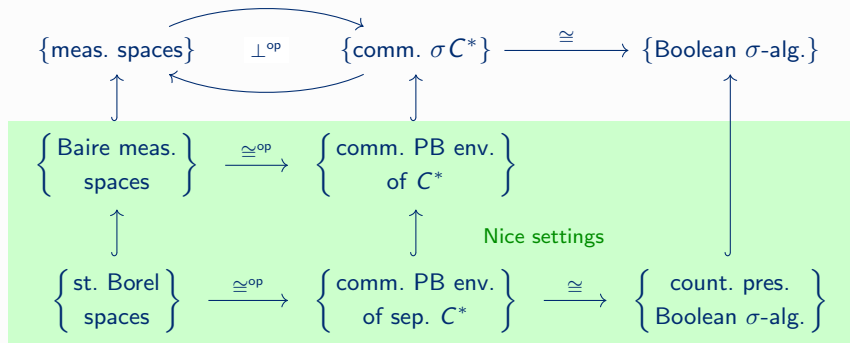 {meas. spaces} ⊥ᵒᵖ {comm. σC*} ≅ {Boolean σ-alg.}
{Baire meas. spaces} ≅ᵒᵖ {comm. PB env. of C*}
Nice settings
{st. Borel spaces} ≅ᵒᵖ {comm. PB env. of sep. C*} ≅ {count. pres. Boolean σ-alg.}